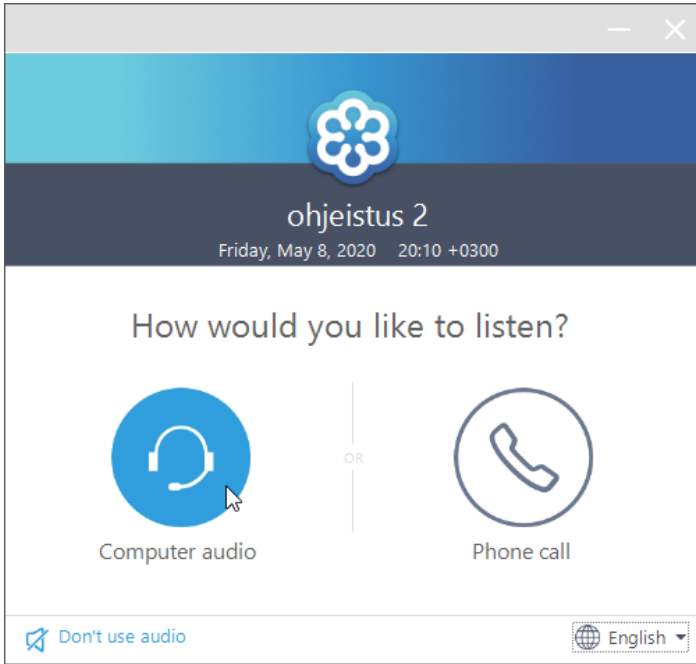 ohjeistus 2
Friday, May 8, 2020 20:10 +0300
How would you like to listen?
OR
Computer audio
Phone call
Don't use audio
English